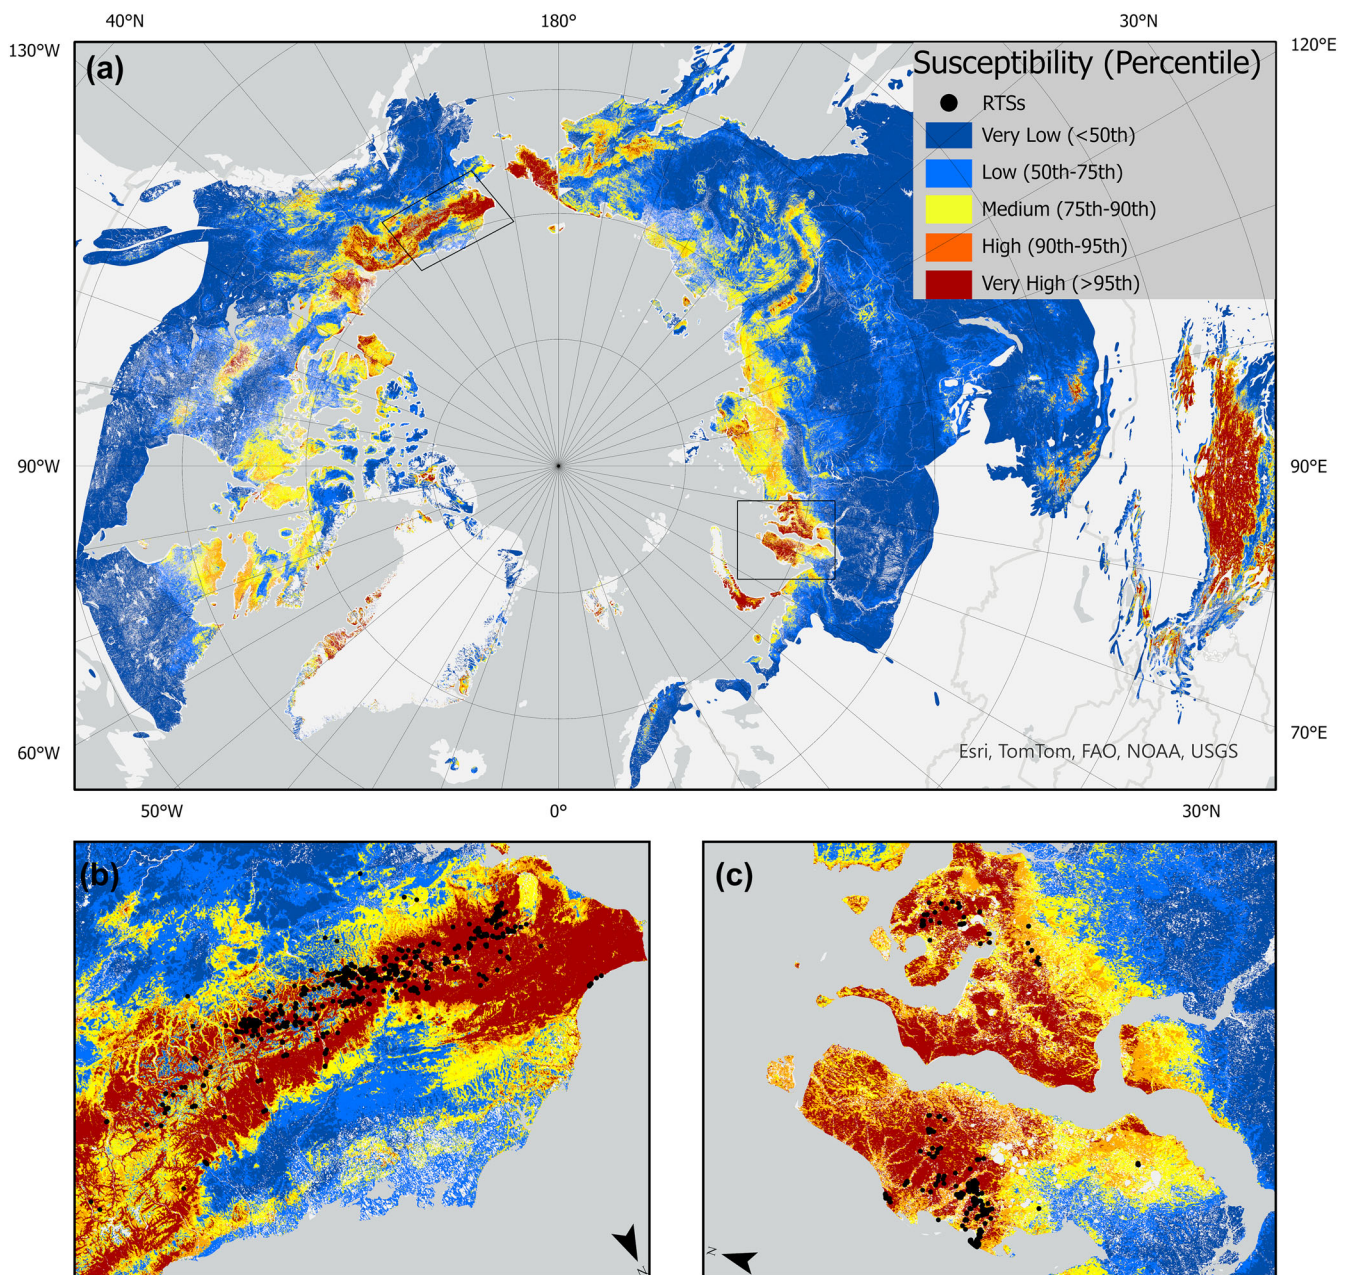 40°N
180°
30°N
130°W
120°E
(a)
Susceptibility (Percentile)
RTSs
Very Low (<50th)
Low (50th-75th)
Medium (75th-90th)
High (90th-95th)
Very High (>95th)
90°W
90°E
60°W
70°E
Esri, TomTom, FAO, NOAA, USGS
50°W
0°
30°N
(b)
(c)
N
N